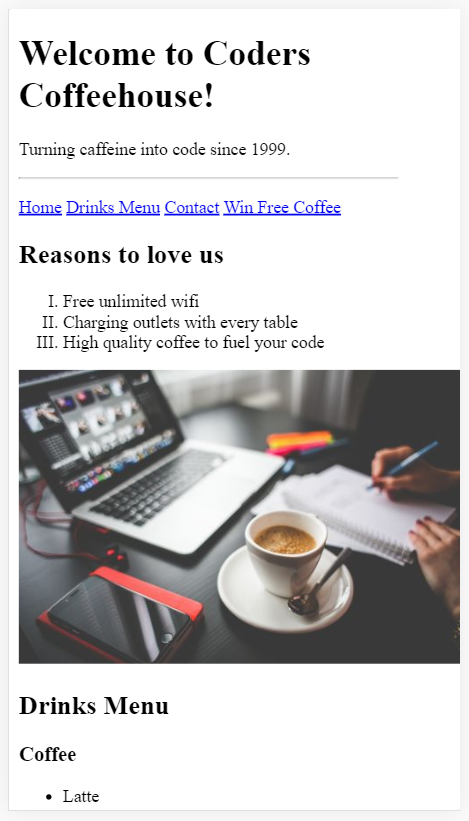 Welcome to Coders
Coffeehouse!
Turning caffeine into code since 1999.
Home Drinks Menu Contact Win Free Coffee
Reasons to love us
I. Free unlimited wifi
II. Charging outlets with every table
III. High quality coffee to fuel your code
Drinks Menu
Coffee
• Latte